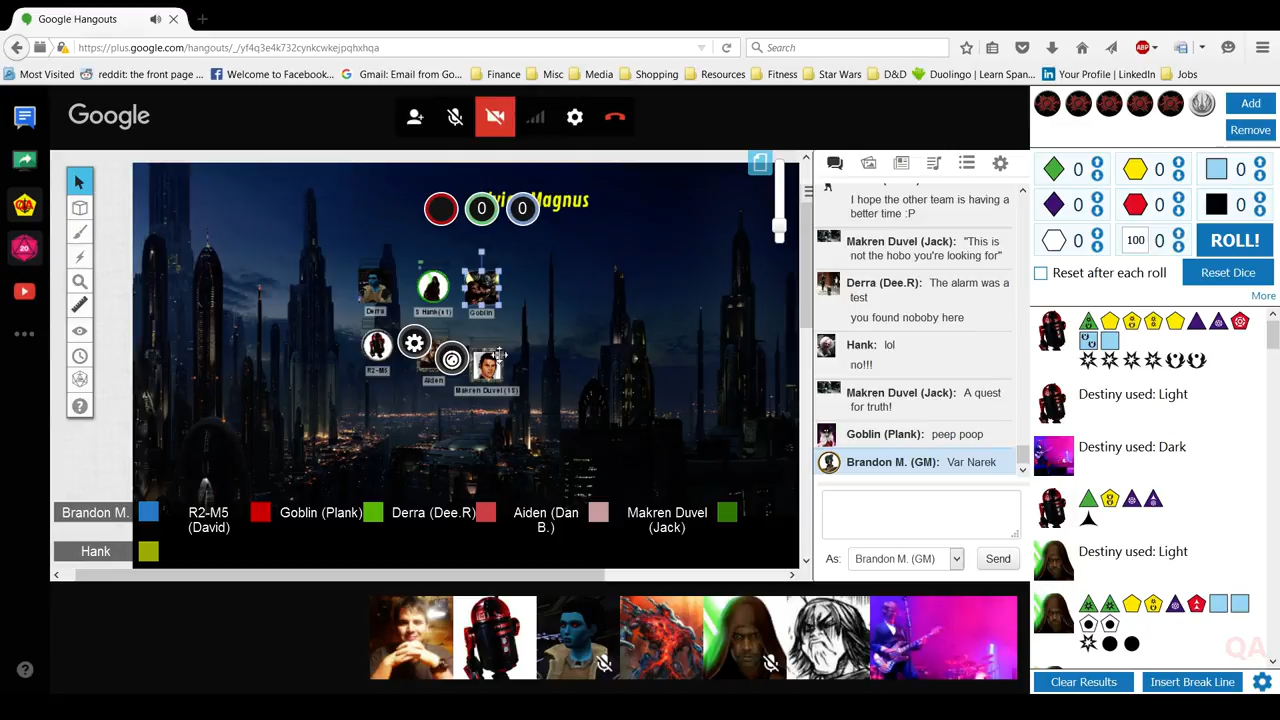 Google Hangouts
https://plus.google.com/hangouts/_/yf4q3e4k732cynkcwkejpqhxhqa
Search
ABP
Most Visited
reddit: the front page ...
Welcome to Facebook...
Gmail: Email from Go...
Finance
Misc
Media
Shopping
Resources
Fitness
Star Wars
D&D
Duolingo | Learn Span...
Your Profile | LinkedIn
Jobs
Google
Magnus
0
0
Derra
Goblin
R2-M5
Aiden
Makren Duvel
Brandon M.
R2-M5
(David)
Goblin (Plank)
Derra (Dee.R)
Aiden (Dan
B.)
Makren Duvel
(Jack)
Hank
I hope the other team is having a
better time :P
Makren Duvel (Jack): "This is
not the hobo you're looking for"
Derra (Dee.R): The alarm was a
test
you found noboby here
Hank: lol
no!!!
Makren Duvel (Jack): A quest
for truth!
Goblin (Plank): peep poop
Brandon M. (GM): Var Narek
As:
Brandon M. (GM)
Send
Add
Remove
0
0
0
0
0
0
0
100
0
ROLL!
Reset after each roll
Reset Dice
More
Destiny used: Light
Destiny used: Dark
Destiny used: Light
QA
Clear Results
Insert Break Line